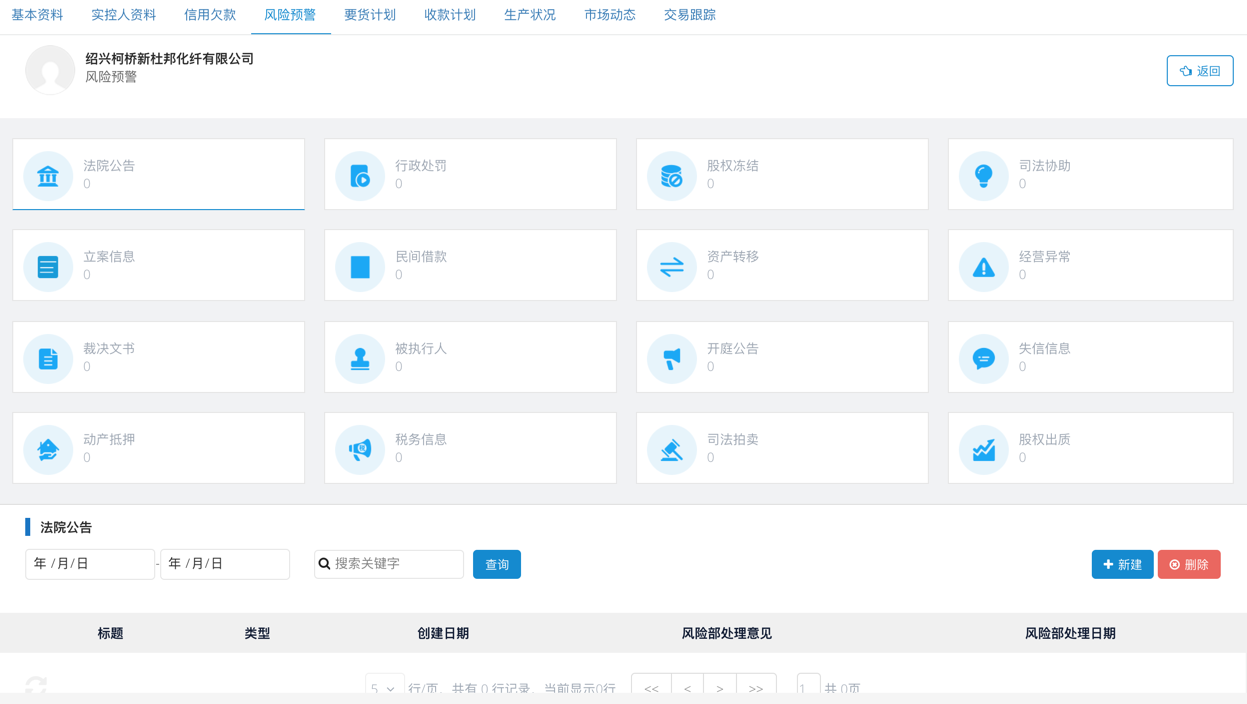 基本资料 实控人资料 信用欠款 风险预警 要货计划 收款计划 生产状况 市场动态 交易跟踪
绍兴柯桥新杜邦化纤有限公司
风险预警
返回
法院公告 行政处罚 股权冻结 司法协助
0 0 0 0
立案信息 民间借款 资产转移 经营异常
0 0 0 0
裁决文书 被执行人 开庭公告 失信信息
0 0 0 0
动产抵押 税务信息 司法拍卖 股权出质
0 0 0 0
法院公告
年 /月/日 - 年 /月/日 搜索关键字 查询 新建 删除
标题 类型 创建日期 风险部处理意见 风险部处理日期
5 行/页，共有 0 行记录，当前显示0行 << < > >> 1 共 0页